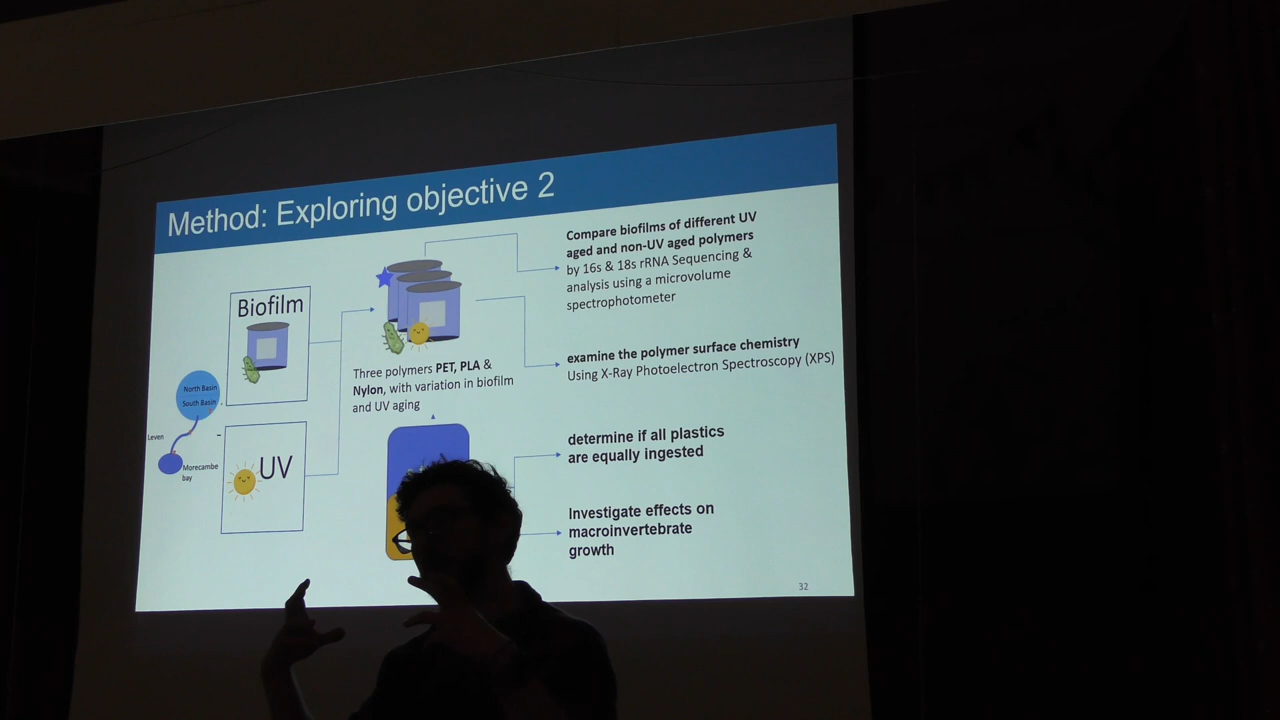 Method: Exploring objective 2
Biofilm
North Basin
South Basin
Leven
Morecambe
bay
UV
Three polymers PET, PLA &
Nylon, with variation in biofilm
and UV aging
Compare biofilms of different UV
aged and non-UV aged polymers
by 16s & 18s rRNA Sequencing &
analysis using a microvolume
spectrophotometer
examine the polymer surface chemistry
Using X-Ray Photoelectron Spectroscopy (XPS)
determine if all plastics
are equally ingested
Investigate effects on
macroinvertebrate
growth
32